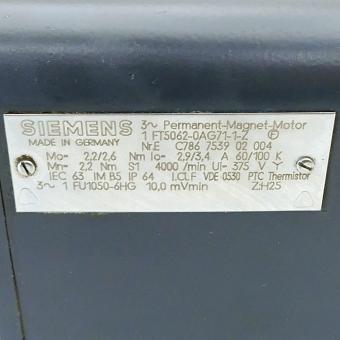 SIEMENS 3~ Permanent-Magnet-Motor
MADE IN GERMANY 1 FT5062-0AG71-1-Z
Nr.E C786 7539 02 004
Mo= 2,2/2,6 Nm Io= 2,9/3,4 A 60/100 K
Mn= 2,2 Nm S1 4000 /min Ui= 375 V Y
IEC 63 IM B5 IP 64 I.CL.F VDE 0530 PTC Thermistor
3~ 1 FU1050-6HG 10,0 mVmin Z:H25